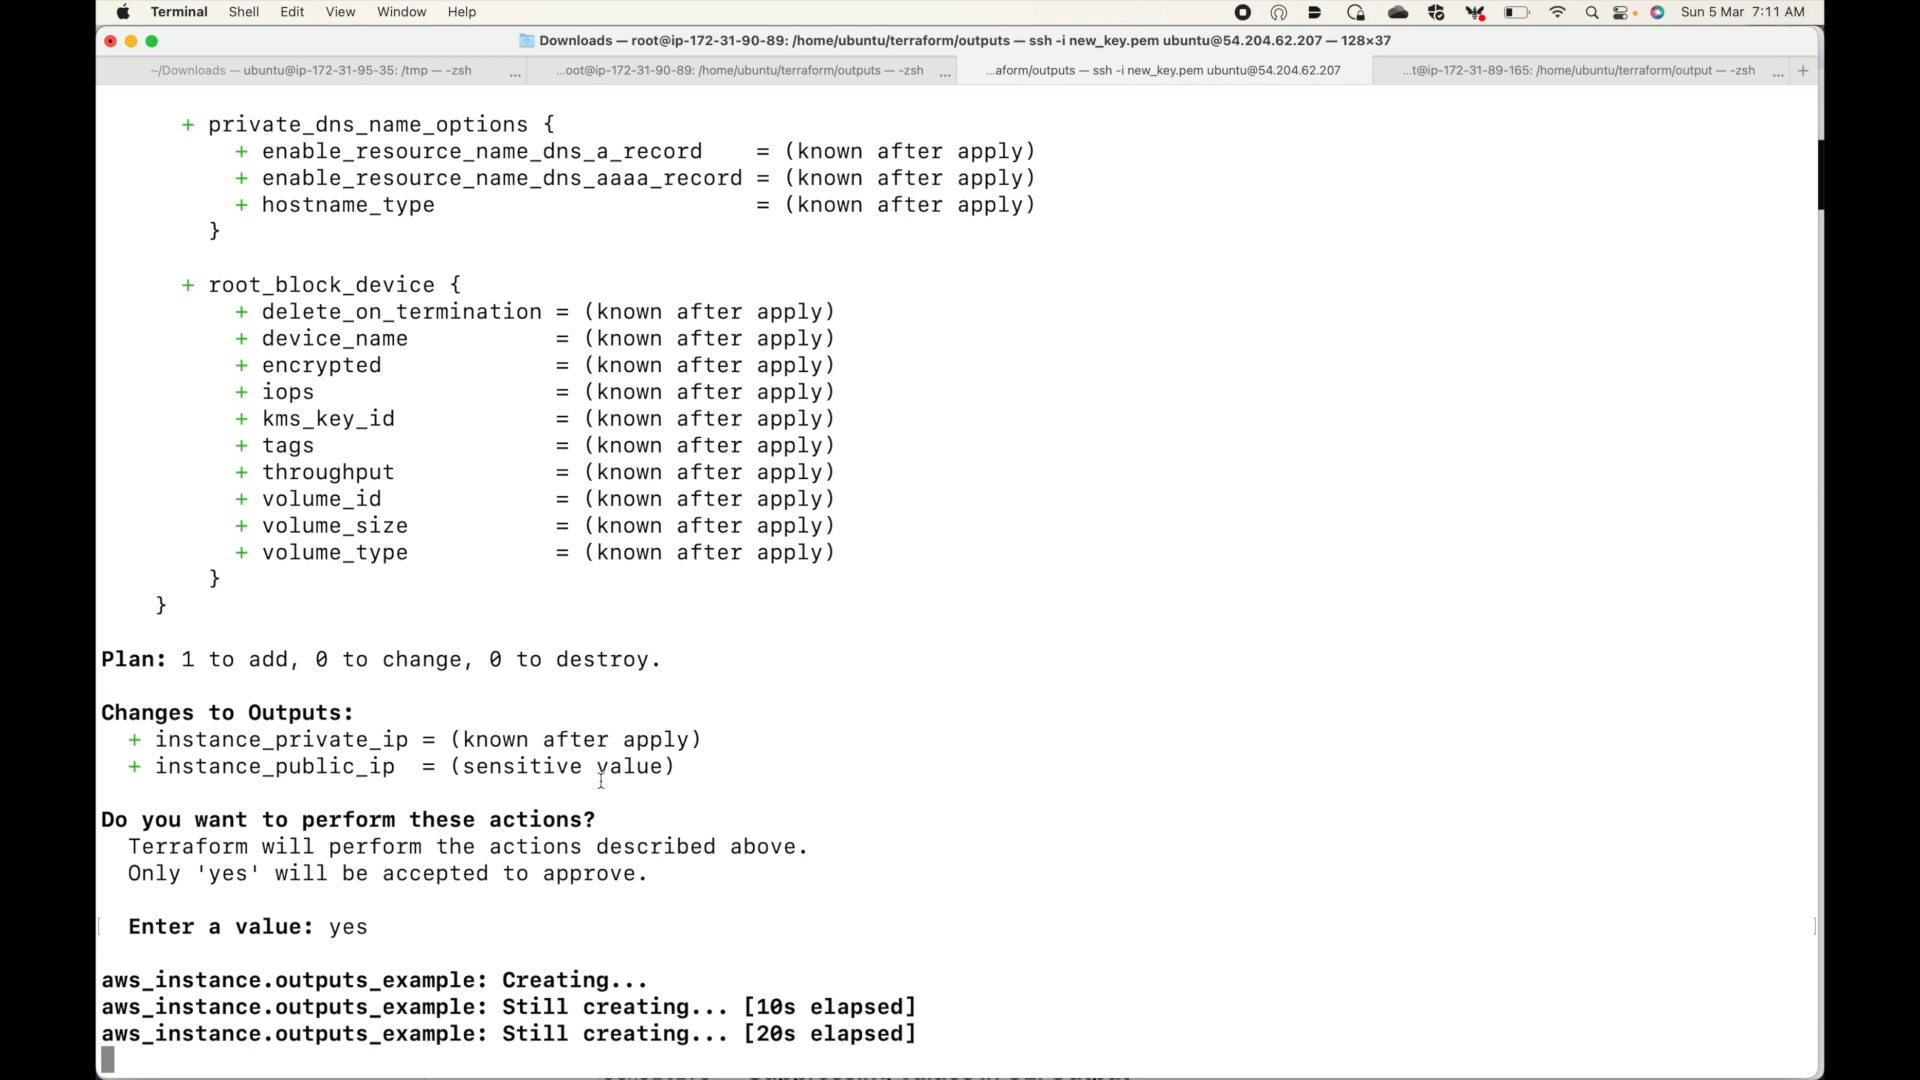 Terminal Shell Edit View Window Help Sun 5 Mar 7:11 AM
Downloads — root@ip-172-31-90-89: /home/ubuntu/terraform/outputs — ssh -i new_key.pem ubuntu@54.204.62.207 — 128×37
~/Downloads — ubuntu@ip-172-31-95-35: /tmp — -zsh ... ...oot@ip-172-31-90-89: /home/ubuntu/terraform/outputs — -zsh ... ...aform/outputs — ssh -i new_key.pem ubuntu@54.204.62.207 ...t@ip-172-31-89-165: /home/ubuntu/terraform/output — -zsh ... +
+ private_dns_name_options {
+ enable_resource_name_dns_a_record = (known after apply)
+ enable_resource_name_dns_aaaa_record = (known after apply)
+ hostname_type = (known after apply)
}
+ root_block_device {
+ delete_on_termination = (known after apply)
+ device_name = (known after apply)
+ encrypted = (known after apply)
+ iops = (known after apply)
+ kms_key_id = (known after apply)
+ tags = (known after apply)
+ throughput = (known after apply)
+ volume_id = (known after apply)
+ volume_size = (known after apply)
+ volume_type = (known after apply)
}
}
Plan: 1 to add, 0 to change, 0 to destroy.
Changes to Outputs:
+ instance_private_ip = (known after apply)
+ instance_public_ip = (sensitive value)
Do you want to perform these actions?
Terraform will perform the actions described above.
Only 'yes' will be accepted to approve.
Enter a value: yes
aws_instance.outputs_example: Creating...
aws_instance.outputs_example: Still creating... [10s elapsed]
aws_instance.outputs_example: Still creating... [20s elapsed]